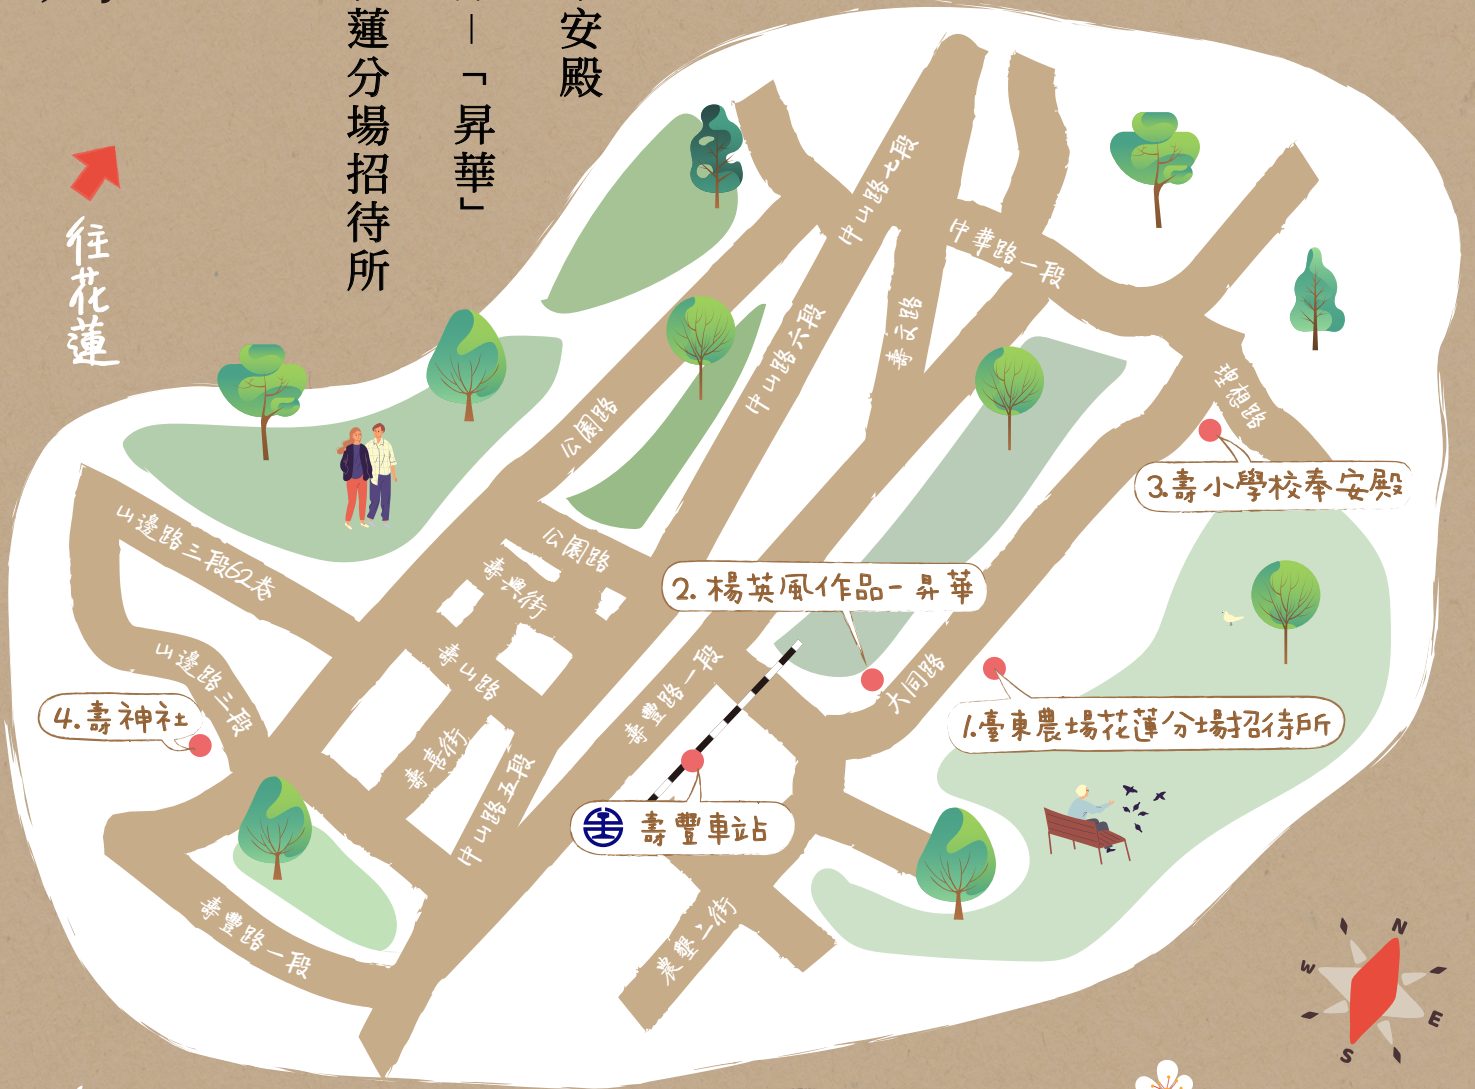 安殿
—「昇華」
蓮分場招待所
往花蓮
中山路七段
中華路一段
中山路六段
壽文路
理想路
公園路
3.壽小學校奉安殿
山邊路三段62巷
公園路
壽興街
2.楊英風作品-昇華
壽山路
山邊路三段
壽豐路一段
大同路
4.壽神社
1.臺東農場花蓮分場招待所
壽喜街
中山路五段
壽豐車站
壽豐路一段
農墾二街
N
W
E
S